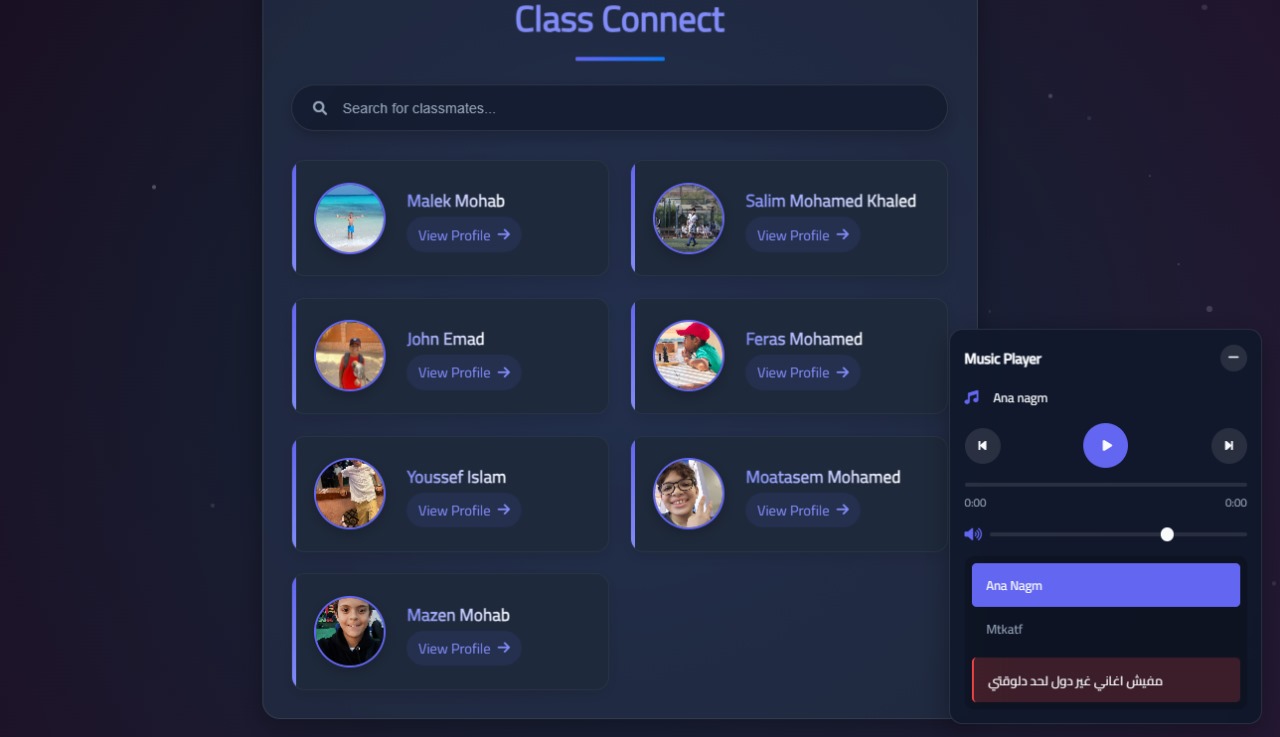 Class Connect
Search for classmates...
Malek Mohab
View Profile
Salim Mohamed Khaled
View Profile
John Emad
View Profile
Feras Mohamed
View Profile
Youssef Islam
View Profile
Moatasem Mohamed
View Profile
Mazen Mohab
View Profile
Music Player
Ana nagm
0:00 0:00
Ana Nagm
Mtkatf
مفيش اغاني غير دول لحد دلوقتي